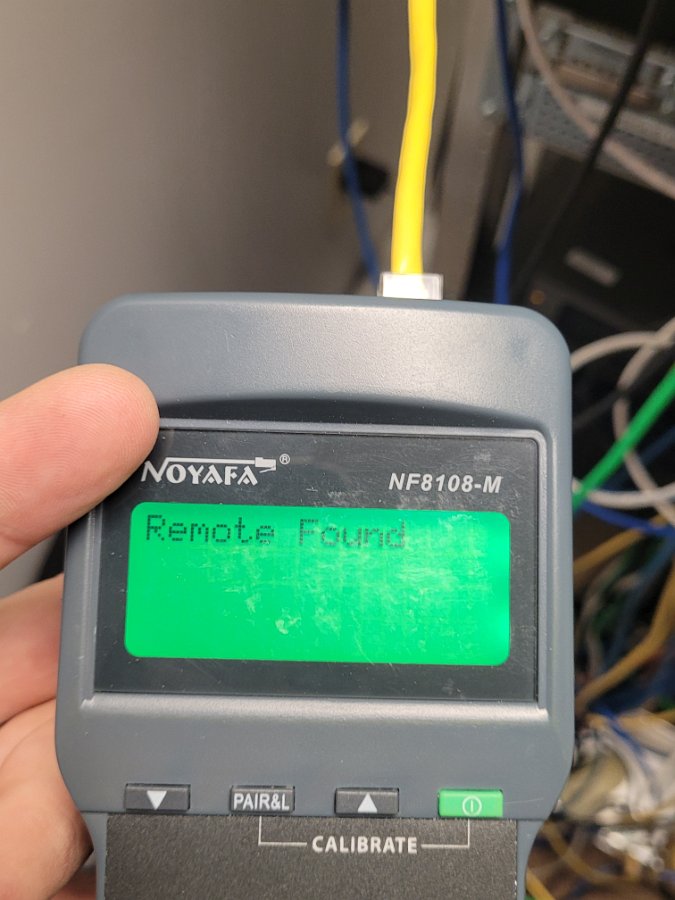 NOYAFA®
NF8108-M
Remote Found
▼
PAIR&L
▲
CALIBRATE